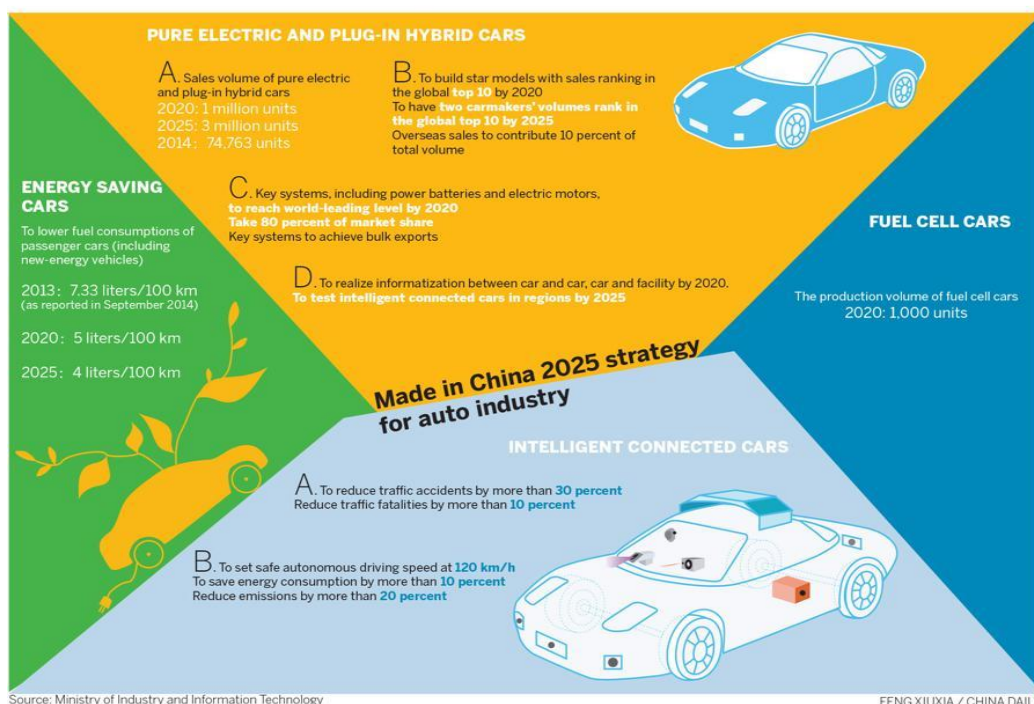 PURE ELECTRIC AND PLUG-IN HYBRID CARS
A. Sales volume of pure electric
and plug-in hybrid cars
2020: 1 million units
2025: 3 million units
2014: 74,763 units
B. To build star models with sales ranking in
the global top 10 by 2020
To have two carmakers' volumes rank in
the global top 10 by 2025
Overseas sales to contribute 10 percent of
total volume
C. Key systems, including power batteries and electric motors,
to reach world-leading level by 2020
Take 80 percent of market share
Key systems to achieve bulk exports
D. To realize informatization between car and car, car and facility by 2020.
To test intelligent connected cars in regions by 2025
ENERGY SAVING
CARS
To lower fuel consumptions of
passenger cars (including
new-energy vehicles)
2013: 7.33 liters/100 km
(as reported in September 2014)
2020: 5 liters/100 km
2025: 4 liters/100 km
FUEL CELL CARS
The production volume of fuel cell cars
2020: 1,000 units
Made in China 2025 strategy
for auto industry
INTELLIGENT CONNECTED CARS
A. To reduce traffic accidents by more than 30 percent
Reduce traffic fatalities by more than 10 percent
B. To set safe autonomous driving speed at 120 km/h
To save energy consumption by more than 10 percent
Reduce emissions by more than 20 percent
Source: Ministry of Industry and Information Technology
FENG XIUXIA / CHINA DAIL